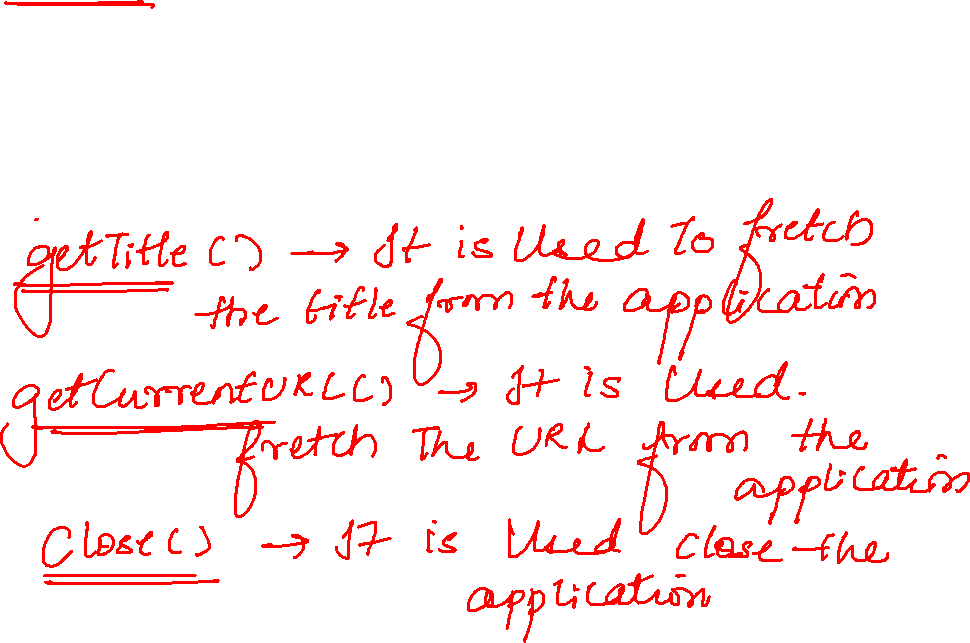 getTitle () → It is Used To fretch
the title from the application
getCurrentURL() → It is Used.
fretch The URL from the
application
Close() → It is Used close the
application